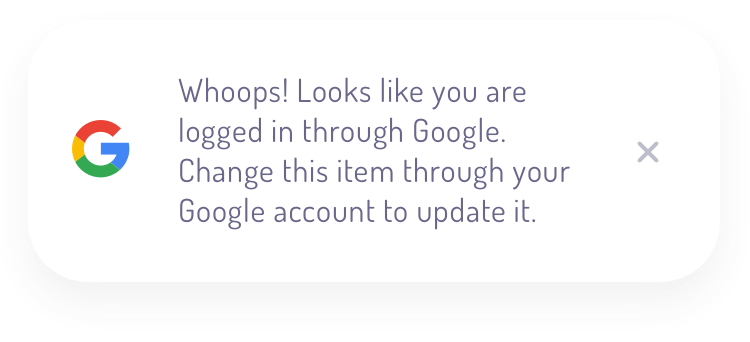 Whoops! Looks like you are
logged in through Google.
Change this item through your
Google account to update it.